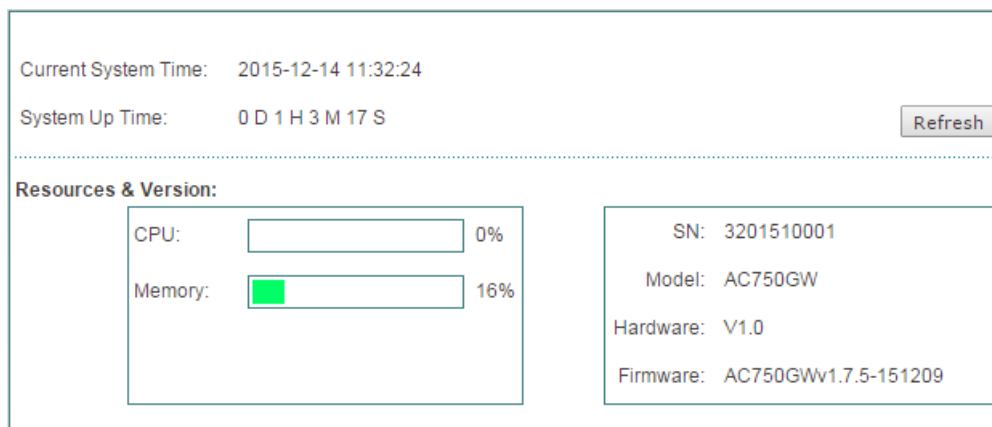 Current System Time: 2015-12-14 11:32:24
System Up Time: 0 D 1 H 3 M 17 S
Refresh
Resources & Version:
CPU: 0%
Memory: 16%
SN: 3201510001
Model: AC750GW
Hardware: V1.0
Firmware: AC750GWv1.7.5-151209